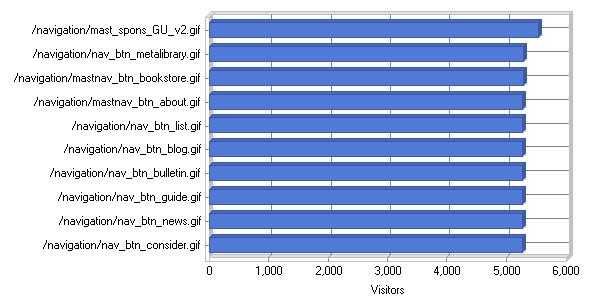 /navigation/mast_spons_GU_v2.gif
/navigation/nav_btn_metalibrary.gif
/navigation/mastnav_btn_bookstore.gif
/navigation/mastnav_btn_about.gif
/navigation/nav_btn_list.gif
/navigation/nav_btn_blog.gif
/navigation/nav_btn_bulletin.gif
/navigation/nav_btn_guide.gif
/navigation/nav_btn_news.gif
/navigation/nav_btn_consider.gif
0 1,000 2,000 3,000 4,000 5,000 6,000
Visitors